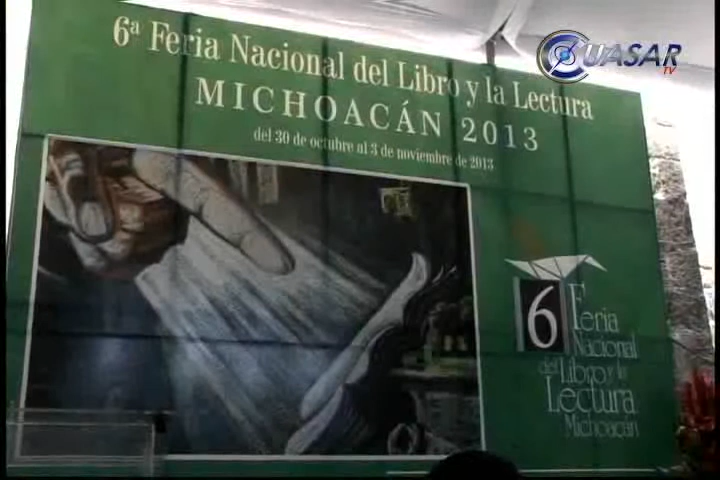 6ª Feria Nacional del Libro y la Lectura
MICHOACÁN 2013
del 30 de octubre al 3 de noviembre de 2013
CUASAR
TV
6 Feria
Nacional
del Libro y la
Lectura
Michoacán